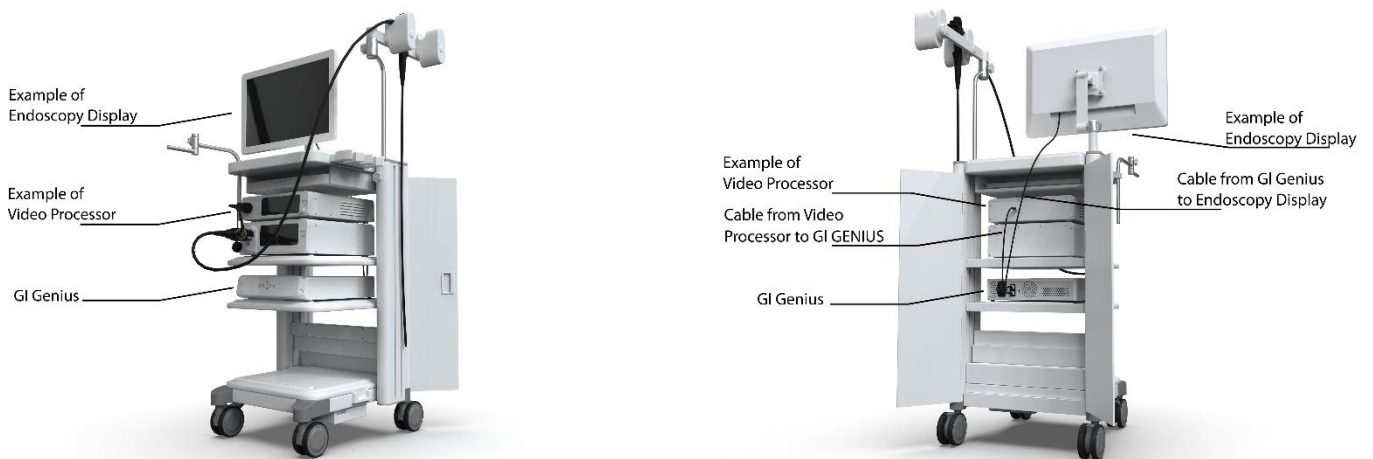 Example of
Endoscopy Display
Example of
Video Processor
GI Genius
Example of
Endoscopy Display
Example of
Video Processor
Cable from GI Genius
to Endoscopy Display
Cable from Video
Processor to GI GENIUS
GI Genius